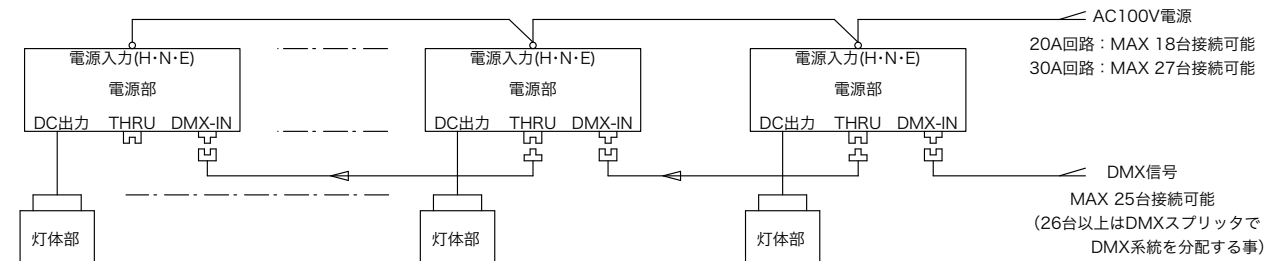 AC100V電源
20A回路：MAX 18台接続可能
30A回路：MAX 27台接続可能
電源入力(H・N・E)
電源部
DC出力 THRU DMX-IN
灯体部
電源入力(H・N・E)
電源部
DC出力 THRU DMX-IN
灯体部
電源入力(H・N・E)
電源部
DC出力 THRU DMX-IN
灯体部
DMX信号
MAX 25台接続可能
（26台以上はDMXスプリッタで
DMX系統を分配する事）